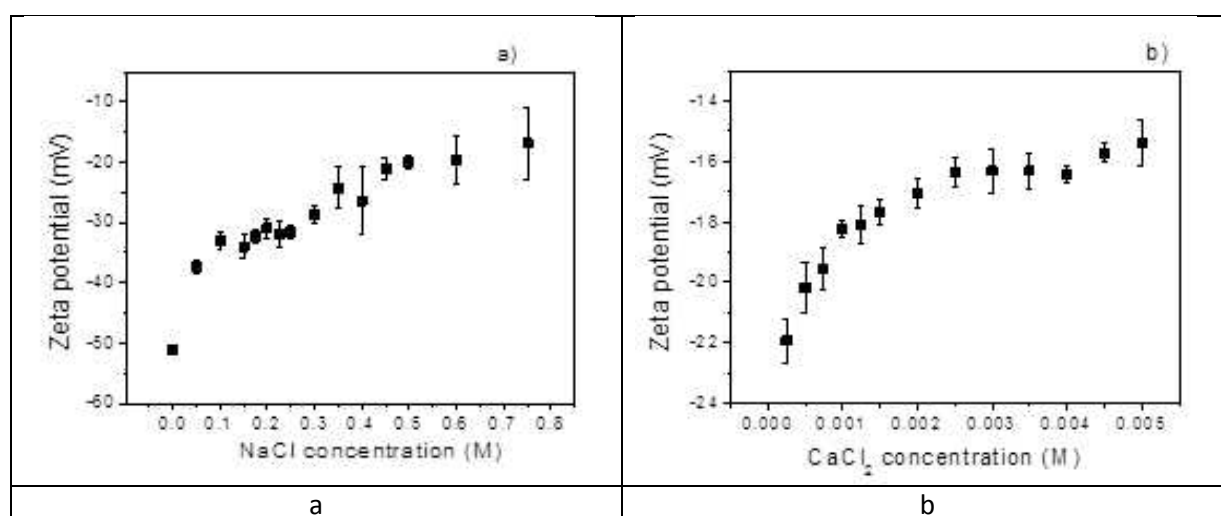 a)
Zeta potential (mV)
-10
-20
-30
-40
-50
-60
0.0 0.1 0.2 0.3 0.4 0.5 0.6 0.7 0.8
NaCl concentration (M)
b)
Zeta potential (mV)
-14
-16
-18
-20
-22
-24
0.000 0.001 0.002 0.003 0.004 0.005
CaCl₂ concentration (M)
a
b